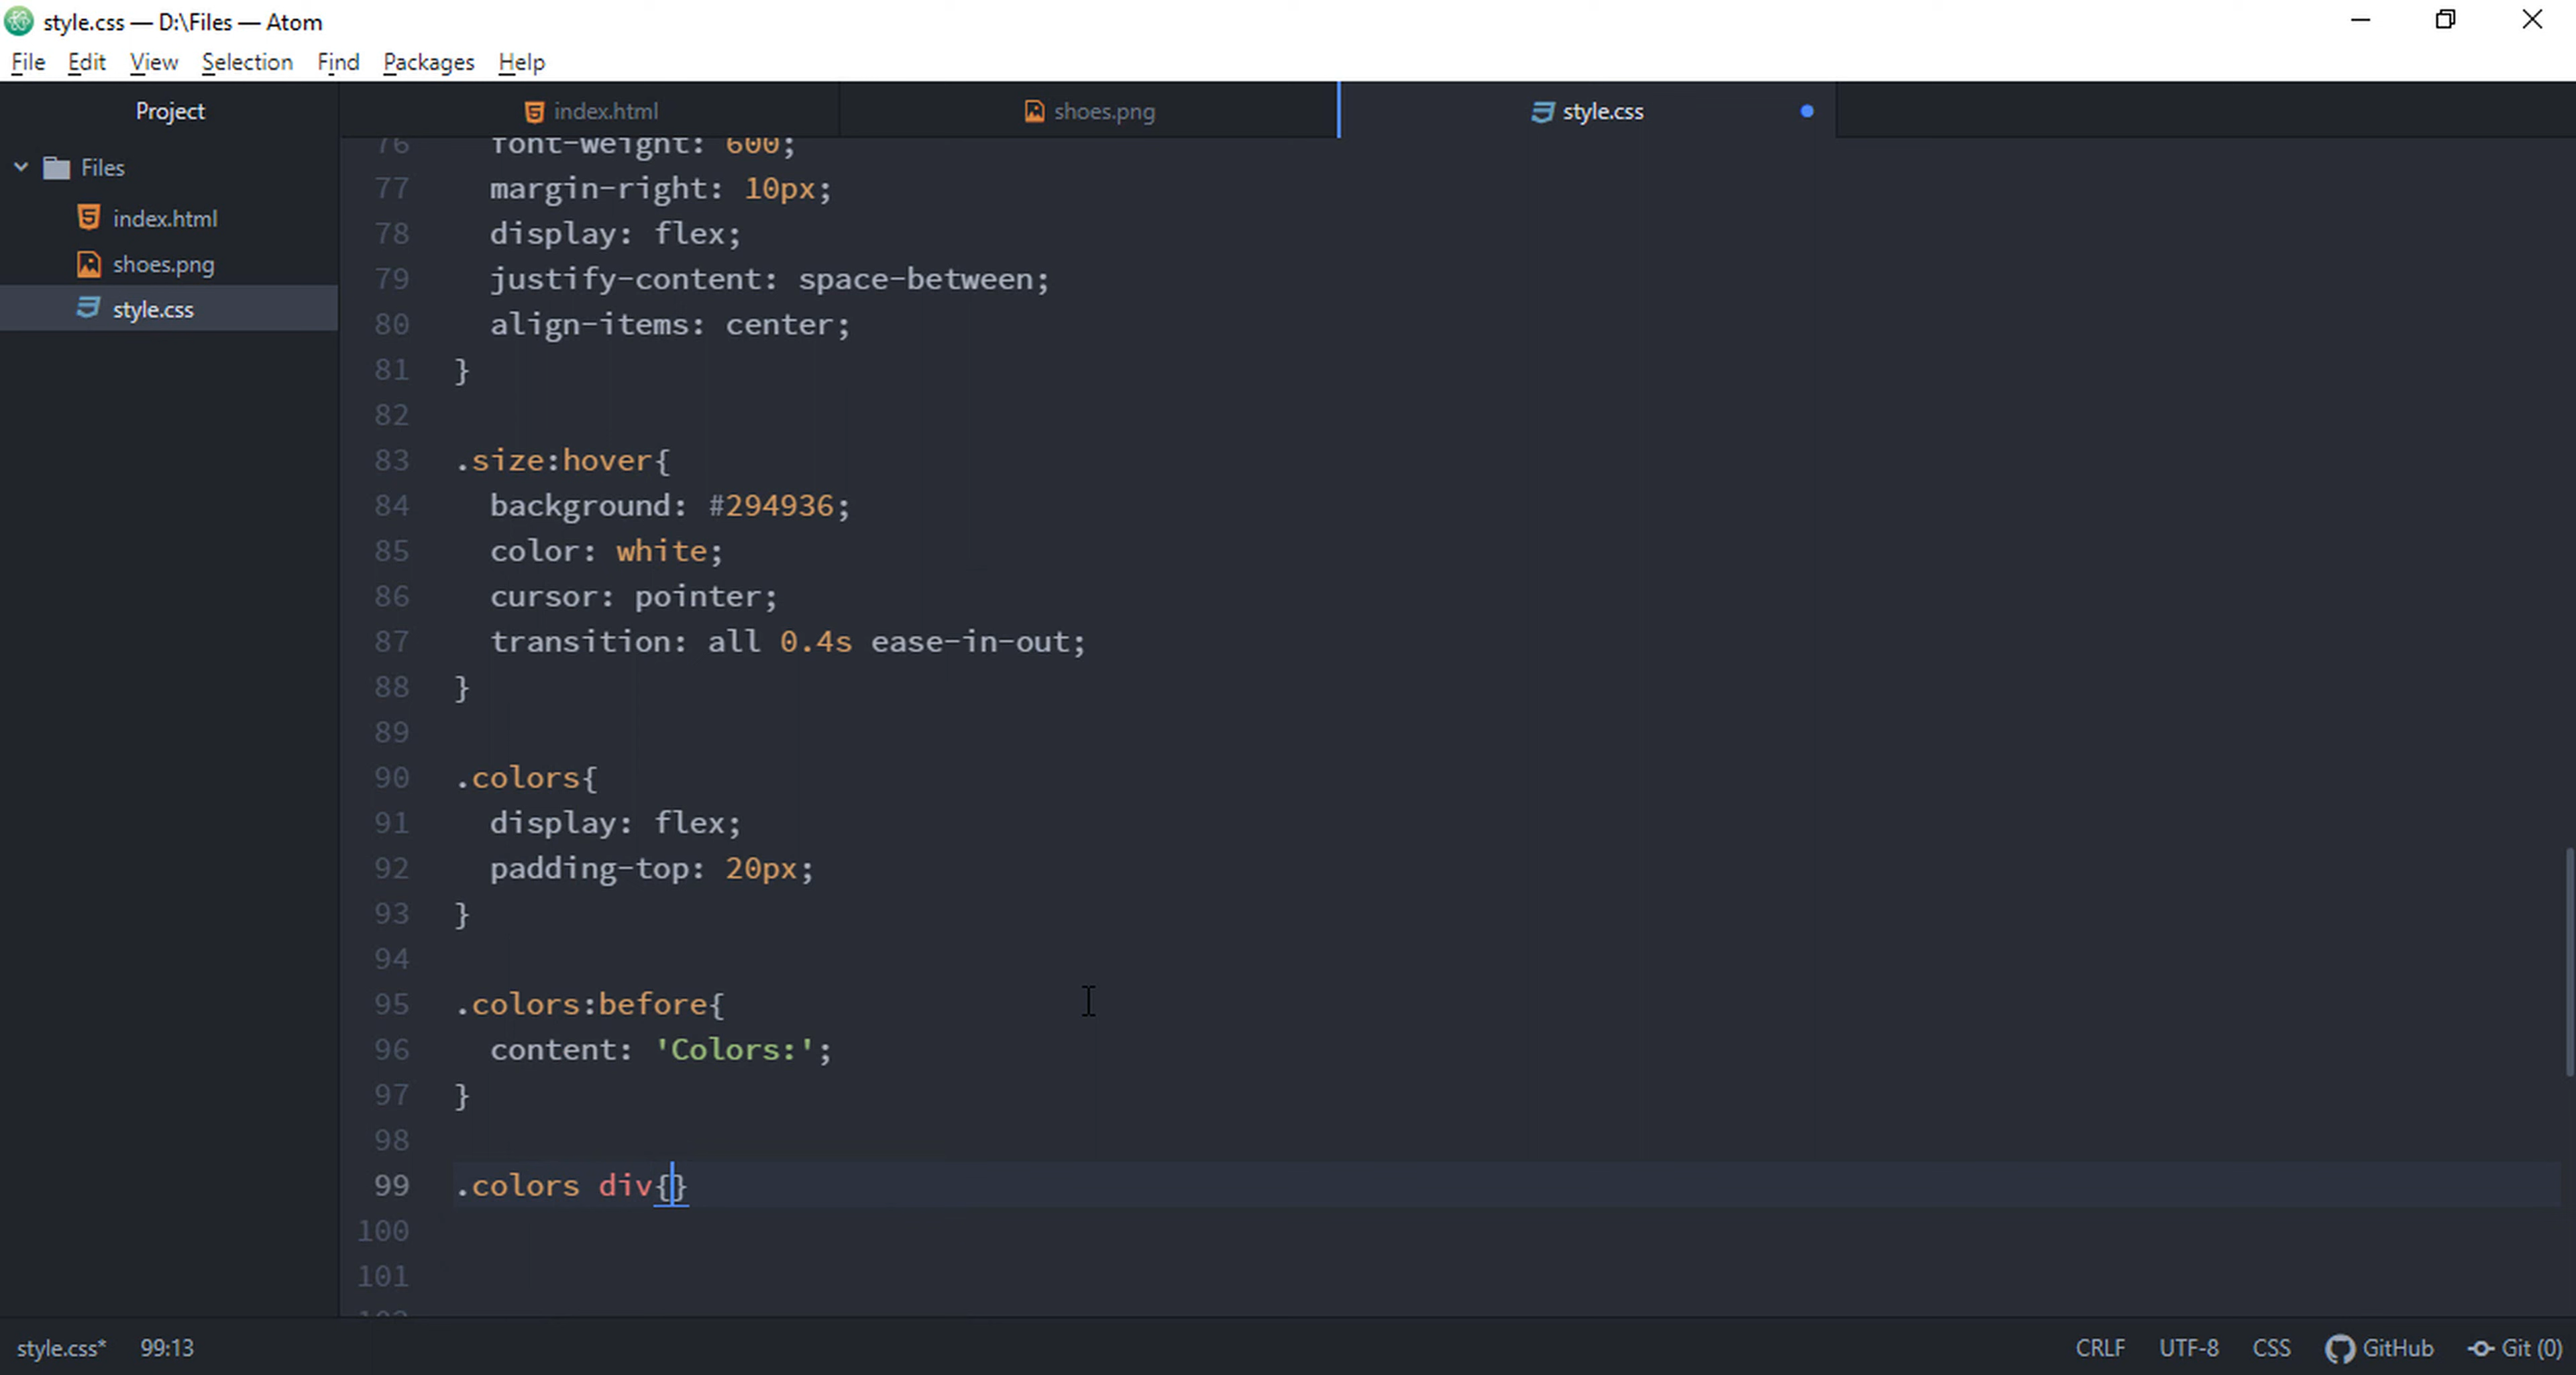 style.css — D:\Files — Atom
File Edit View Selection Find Packages Help
Project
index.html
shoes.png
style.css
Files
index.html
shoes.png
style.css
76 font-weight: 600;
77 margin-right: 10px;
78 display: flex;
79 justify-content: space-between;
80 align-items: center;
81 }
82
83 .size:hover{
84 background: #294936;
85 color: white;
86 cursor: pointer;
87 transition: all 0.4s ease-in-out;
88 }
89
90 .colors{
91 display: flex;
92 padding-top: 20px;
93 }
94
95 .colors:before{
96 content: 'Colors:';
97 }
98
99 .colors div{}
100
101
style.css* 99:13 CRLF UTF-8 CSS GitHub Git (0)